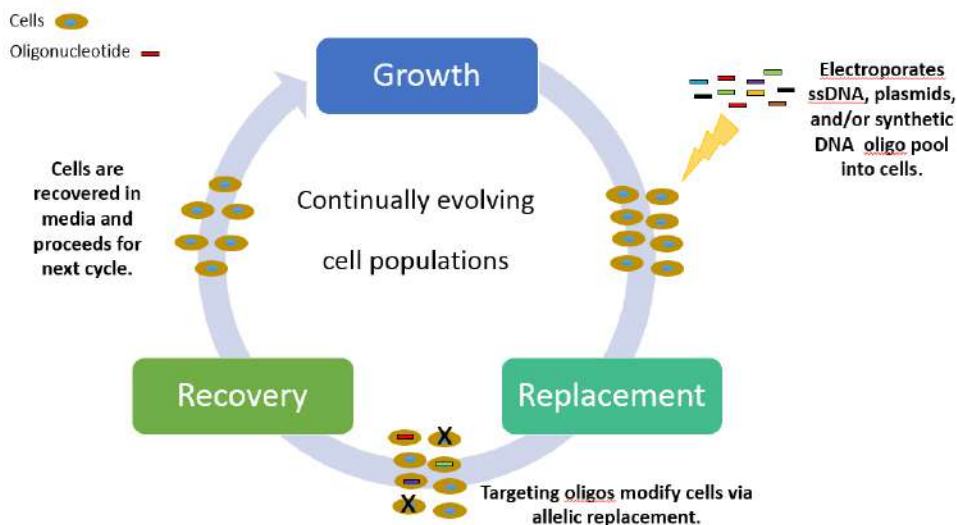 Cells
Oligonucleotide
Growth
Electroporates
ssDNA, plasmids,
and/or synthetic
DNA oligo pool
into cells.
Cells are
recovered in
media and
proceeds for
next cycle.
Continually evolving
cell populations
Recovery
Replacement
X
X
Targeting oligos modify cells via
allelic replacement.